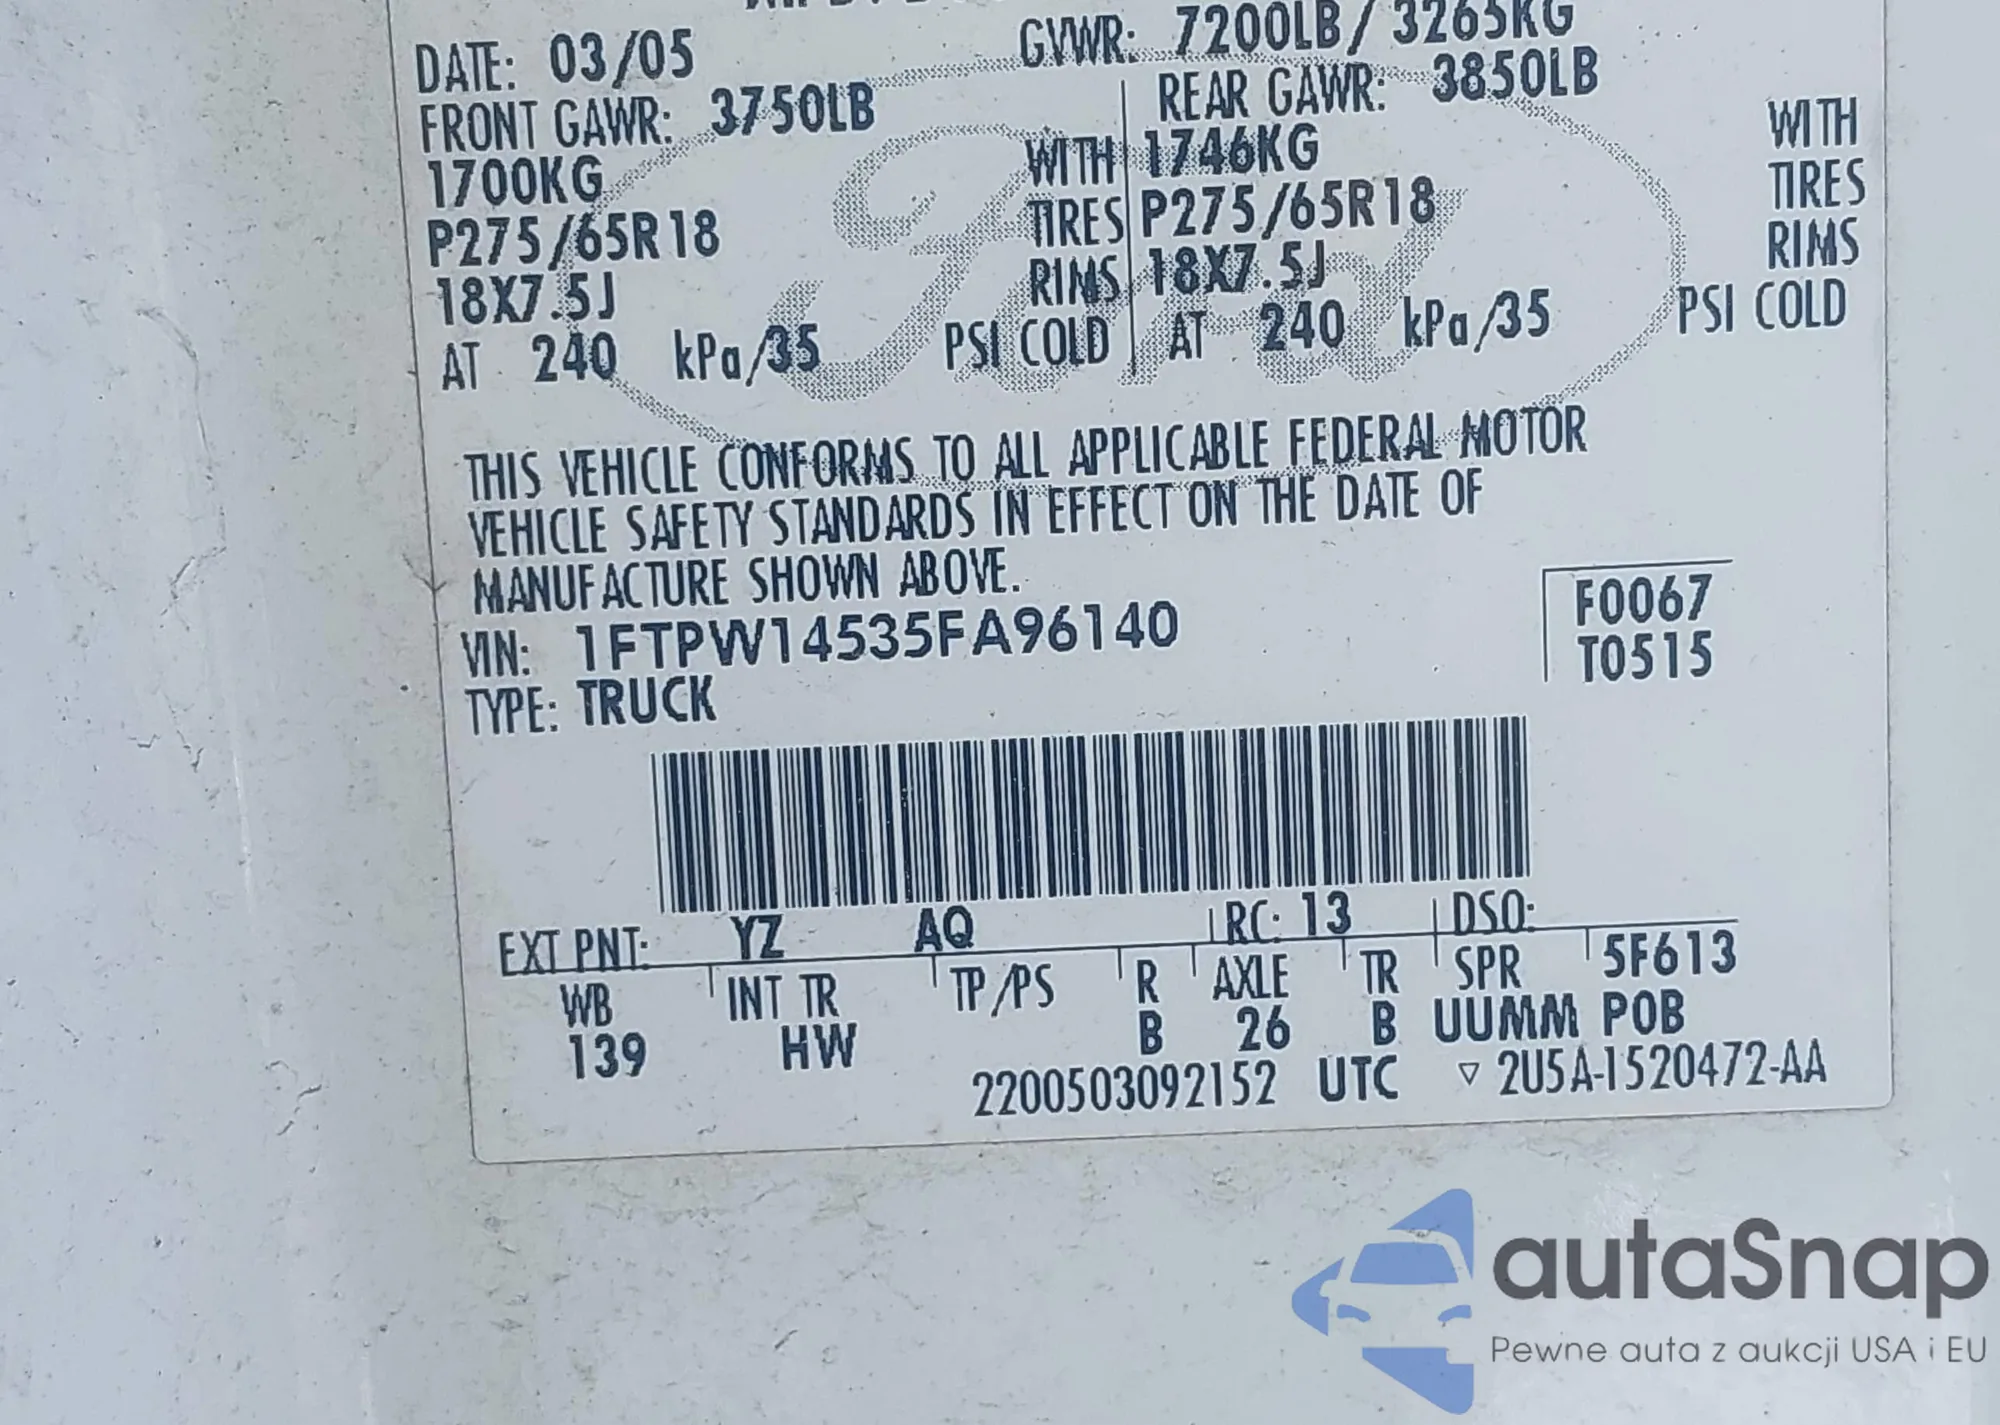 DATE: 03/05 GVWR: 7200LB / 3265KG
FRONT GAWR: 3750LB REAR GAWR: 3850LB
1700KG WITH 1746KG WITH
P275/65R18 TIRES P275/65R18 TIRES
18X7.5J RIMS 18X7.5J RIMS
AT 240 kPa/35 PSI COLD AT 240 kPa/35 PSI COLD
Ford
THIS VEHICLE CONFORMS TO ALL APPLICABLE FEDERAL MOTOR
VEHICLE SAFETY STANDARDS IN EFFECT ON THE DATE OF
MANUFACTURE SHOWN ABOVE.
VIN: 1FTPW14535FA96140
TYPE: TRUCK
F0067
T0515
EXT PNT: YZ AQ RC: 13 DSO:
WB INT TR TP/PS R AXLE TR SPR 5F613
139 HW B 26 B UUMM POB
2200503092152 UTC ▽ 2U5A-1520472-AA
autaSnap
Pewne auta z aukcji USA i EU